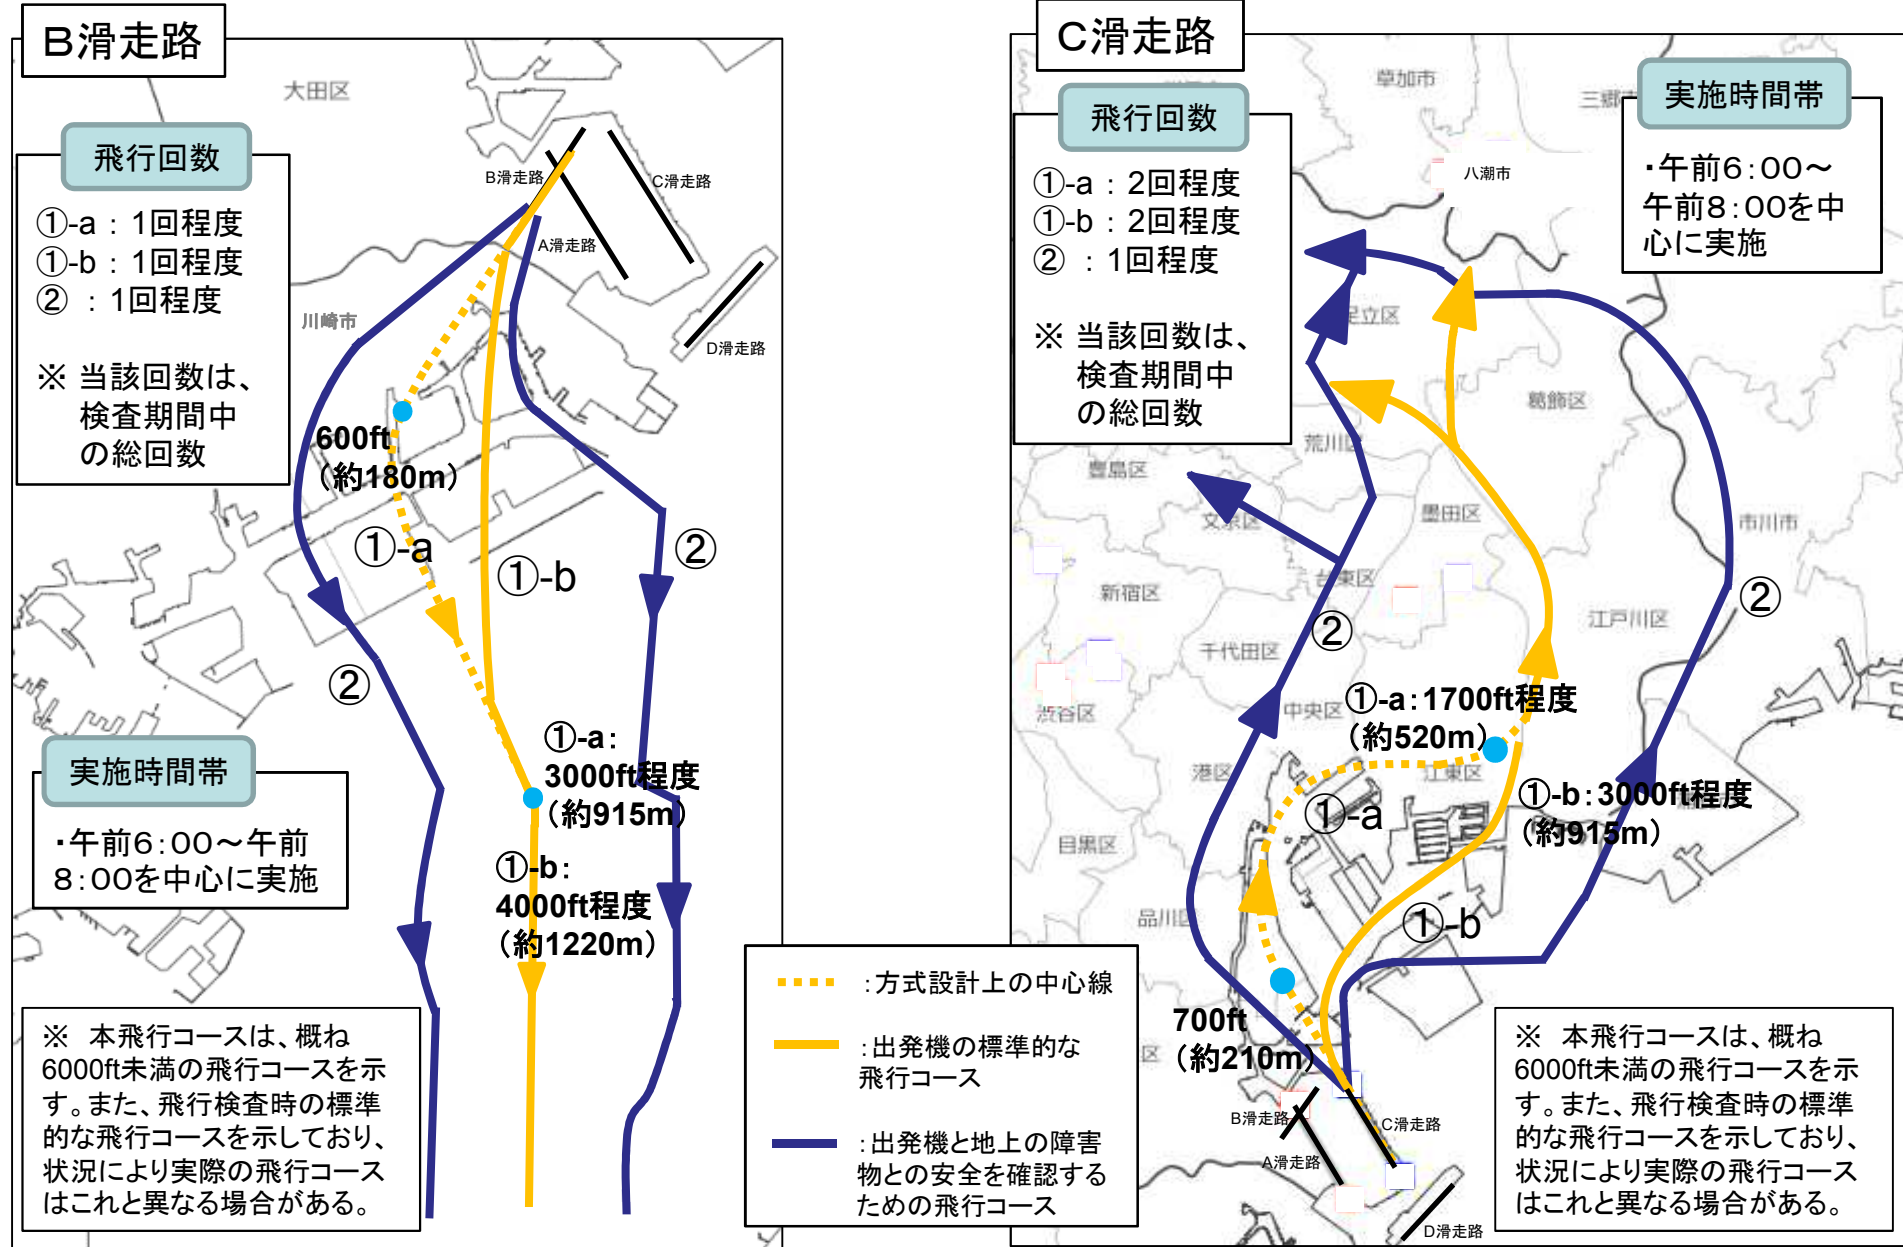 B滑走路
大田区
飛行回数
①-a : 1回程度
①-b : 1回程度
② : 1回程度
※ 当該回数は、
検査期間中
の総回数
B滑走路
C滑走路
A滑走路
D滑走路
川崎市
600ft
(約180m)
①-a
①-b
②
②
実施時間帯
・午前6:00～午前
8:00を中心に実施
①-a:
3000ft程度
(約915m)
①-b:
4000ft程度
(約1220m)
※ 本飛行コースは、概ね
6000ft未満の飛行コースを示
す。また、飛行検査時の標準
的な飛行コースを示しており、
状況により実際の飛行コース
はこれと異なる場合がある。
:方式設計上の中心線
:出発機の標準的な
飛行コース
:出発機と地上の障害
物との安全を確認する
ための飛行コース
C滑走路
飛行回数
①-a : 2回程度
①-b : 2回程度
② : 1回程度
※ 当該回数は、
検査期間中
の総回数
実施時間帯
・午前6:00～
午前8:00を中
心に実施
草加市
三郷
八潮市
足立区
葛飾区
荒川区
豊島区
文京区
墨田区
市川市
台東区
新宿区
江戸川区
②
②
千代田区
中央区
渋谷区
①-a:1700ft程度
(約520m)
港区
江東区
①-b:3000ft程度
(約915m)
①-a
目黒区
品川区
①-b
700ft
(約210m)
区
B滑走路
C滑走路
A滑走路
D滑走路
※ 本飛行コースは、概ね
6000ft未満の飛行コースを示
す。また、飛行検査時の標準
的な飛行コースを示しており、
状況により実際の飛行コース
はこれと異なる場合がある。